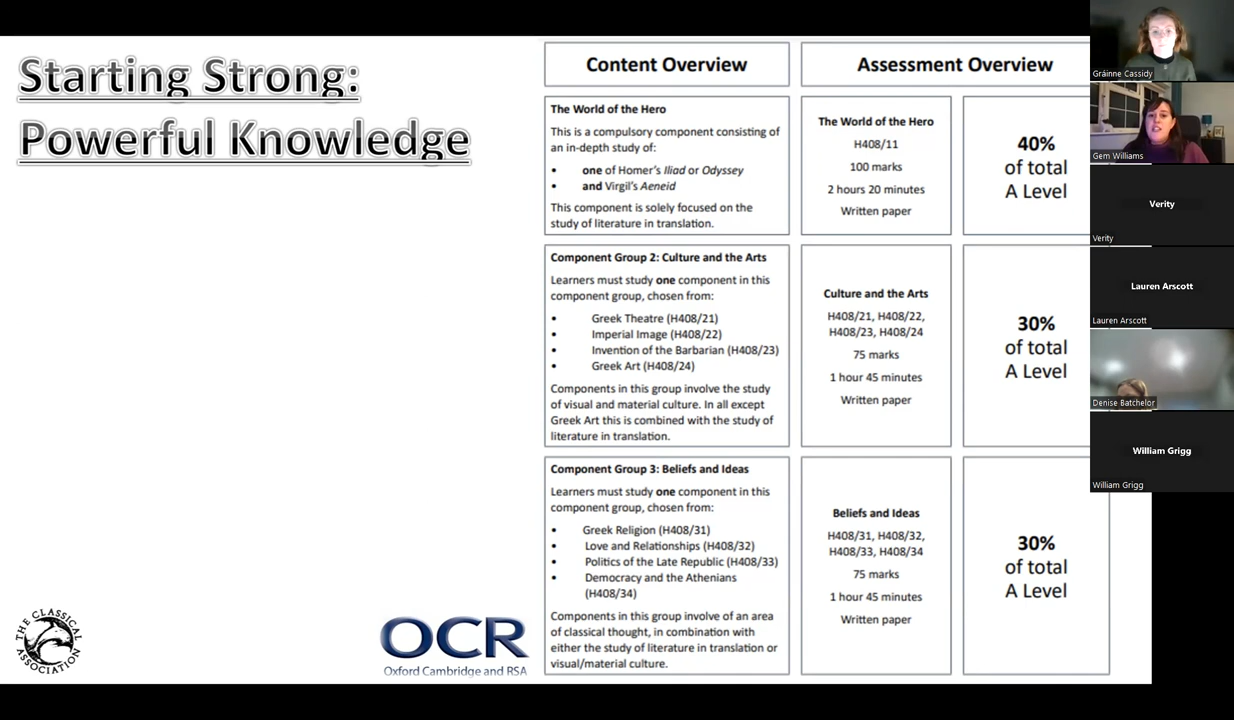 Starting Strong:
Powerful Knowledge
Content Overview
Assessment Overview
The World of the Hero
This is a compulsory component consisting of
an in-depth study of:
• one of Homer's Iliad or Odyssey
• and Virgil's Aeneid
This component is solely focused on the
study of literature in translation.
The World of the Hero
H408/11
100 marks
2 hours 20 minutes
Written paper
40%
of total
A Level
Component Group 2: Culture and the Arts
Learners must study one component in this
component group, chosen from:
• Greek Theatre (H408/21)
• Imperial Image (H408/22)
• Invention of the Barbarian (H408/23)
• Greek Art (H408/24)
Components in this group involve the study
of visual and material culture. In all except
Greek Art this is combined with the study of
literature in translation.
Culture and the Arts
H408/21, H408/22,
H408/23, H408/24
75 marks
1 hour 45 minutes
Written paper
30%
of total
A Level
Component Group 3: Beliefs and Ideas
Learners must study one component in this
component group, chosen from:
• Greek Religion (H408/31)
• Love and Relationships (H408/32)
• Politics of the Late Republic (H408/33)
• Democracy and the Athenians
(H408/34)
Components in this group involve of an area
of classical thought, in combination with
either the study of literature in translation or
visual/material culture.
Beliefs and Ideas
H408/31, H408/32,
H408/33, H408/34
75 marks
1 hour 45 minutes
Written paper
30%
of total
A Level
THE CLASSICAL
ASSOCIATION
OCR
Oxford Cambridge and RSA
Gráinne Cassidy
Gem Williams
Verity
Verity
Lauren Arscott
Lauren Arscott
Denise Batchelor
William Grigg
William Grigg